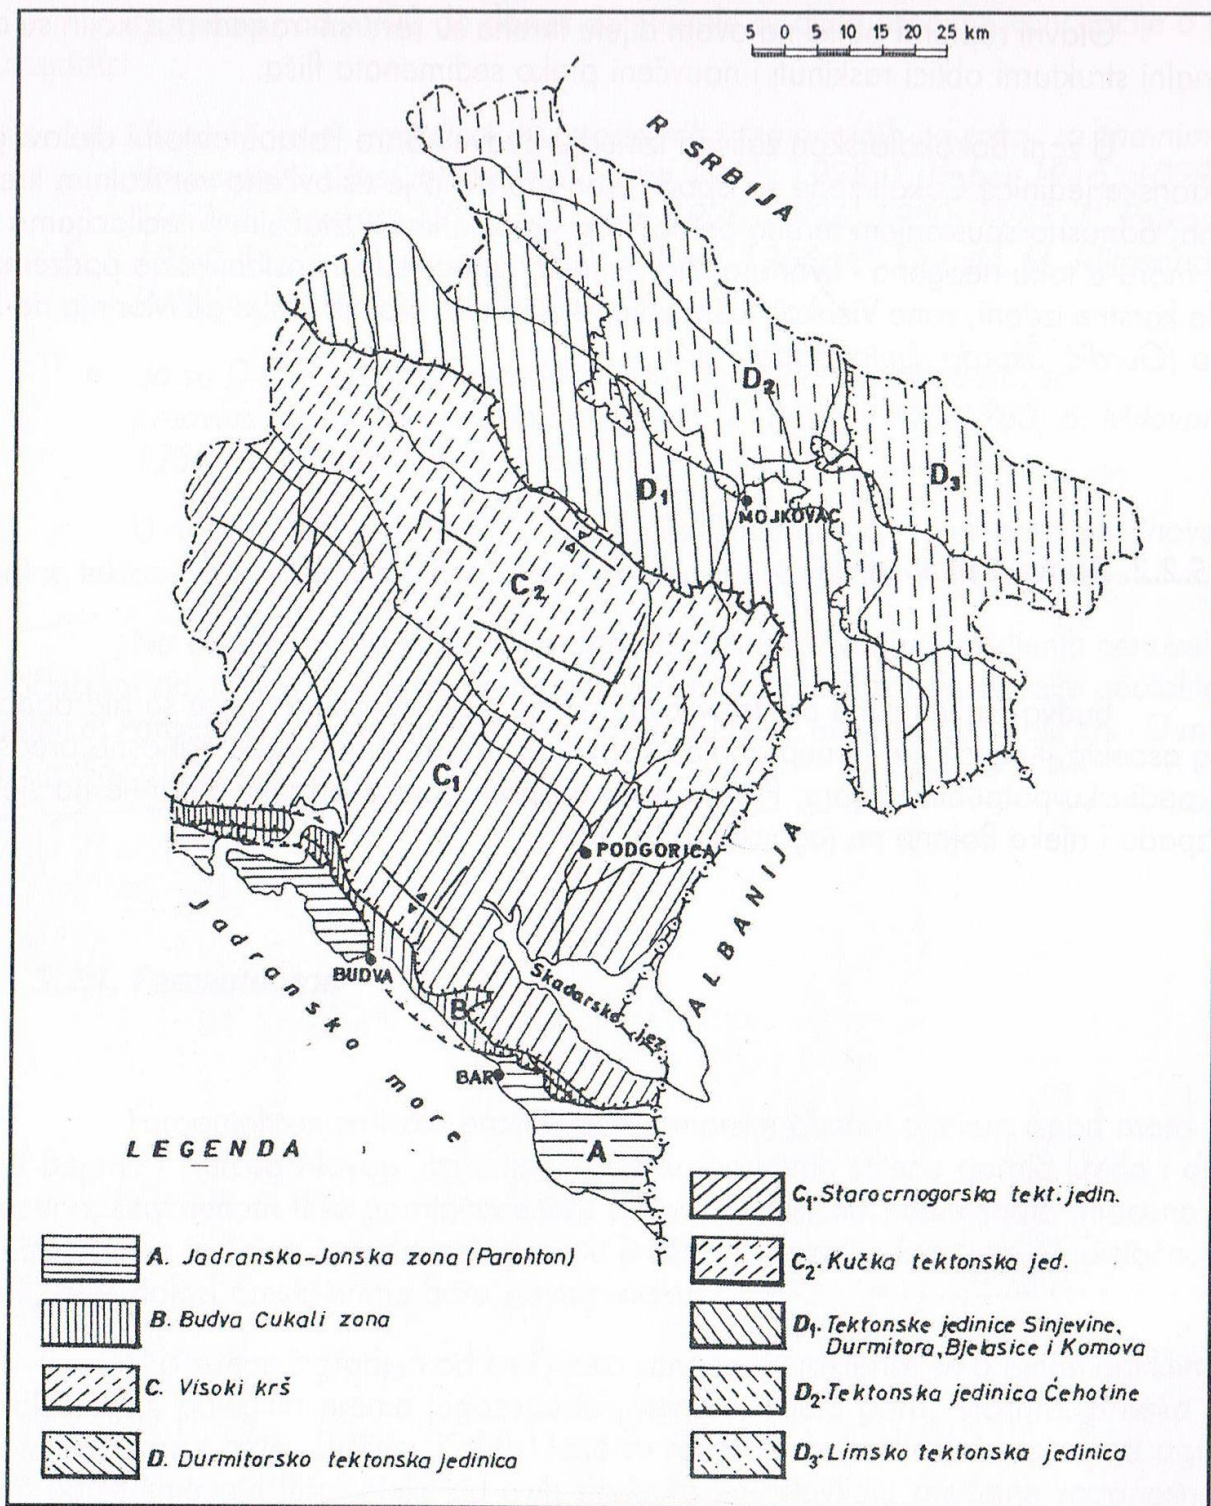 5 0 5 10 15 20 25 km
R SRBIJA
D2
D3
D1
MOJKOVAC
C2
C1
PODGORICA
ALBANIJA
Jadransko more
BUDVA
Skadarsko jez.
B
BAR
A
LEGENDA
A. Jadransko-Jonska zona (Parohton)
B. Budva Cukali zona
C. Visoki krš
D. Durmitorsko tektonska jedinica
C1. Starocrnogorska tekt. jedin.
C2. Kučka tektonska jed.
D1. Tektonske jedinice Sinjevine,
Durmitora, Bjelasice i Komova
D2. Tektonska jedinica Ćehotine
D3. Limsko tektonska jedinica